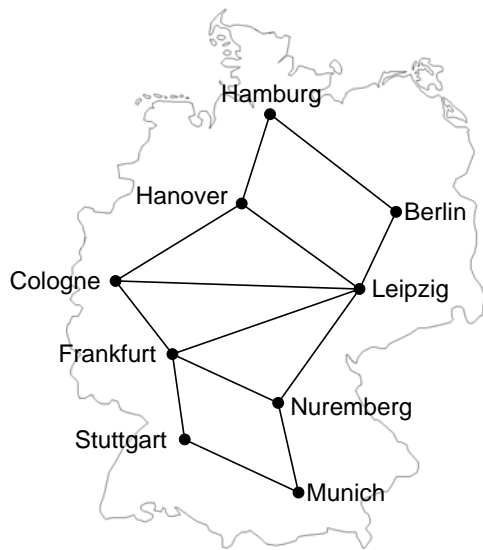 Hamburg
Hanover
Berlin
Cologne
Leipzig
Frankfurt
Nuremberg
Stuttgart
Munich